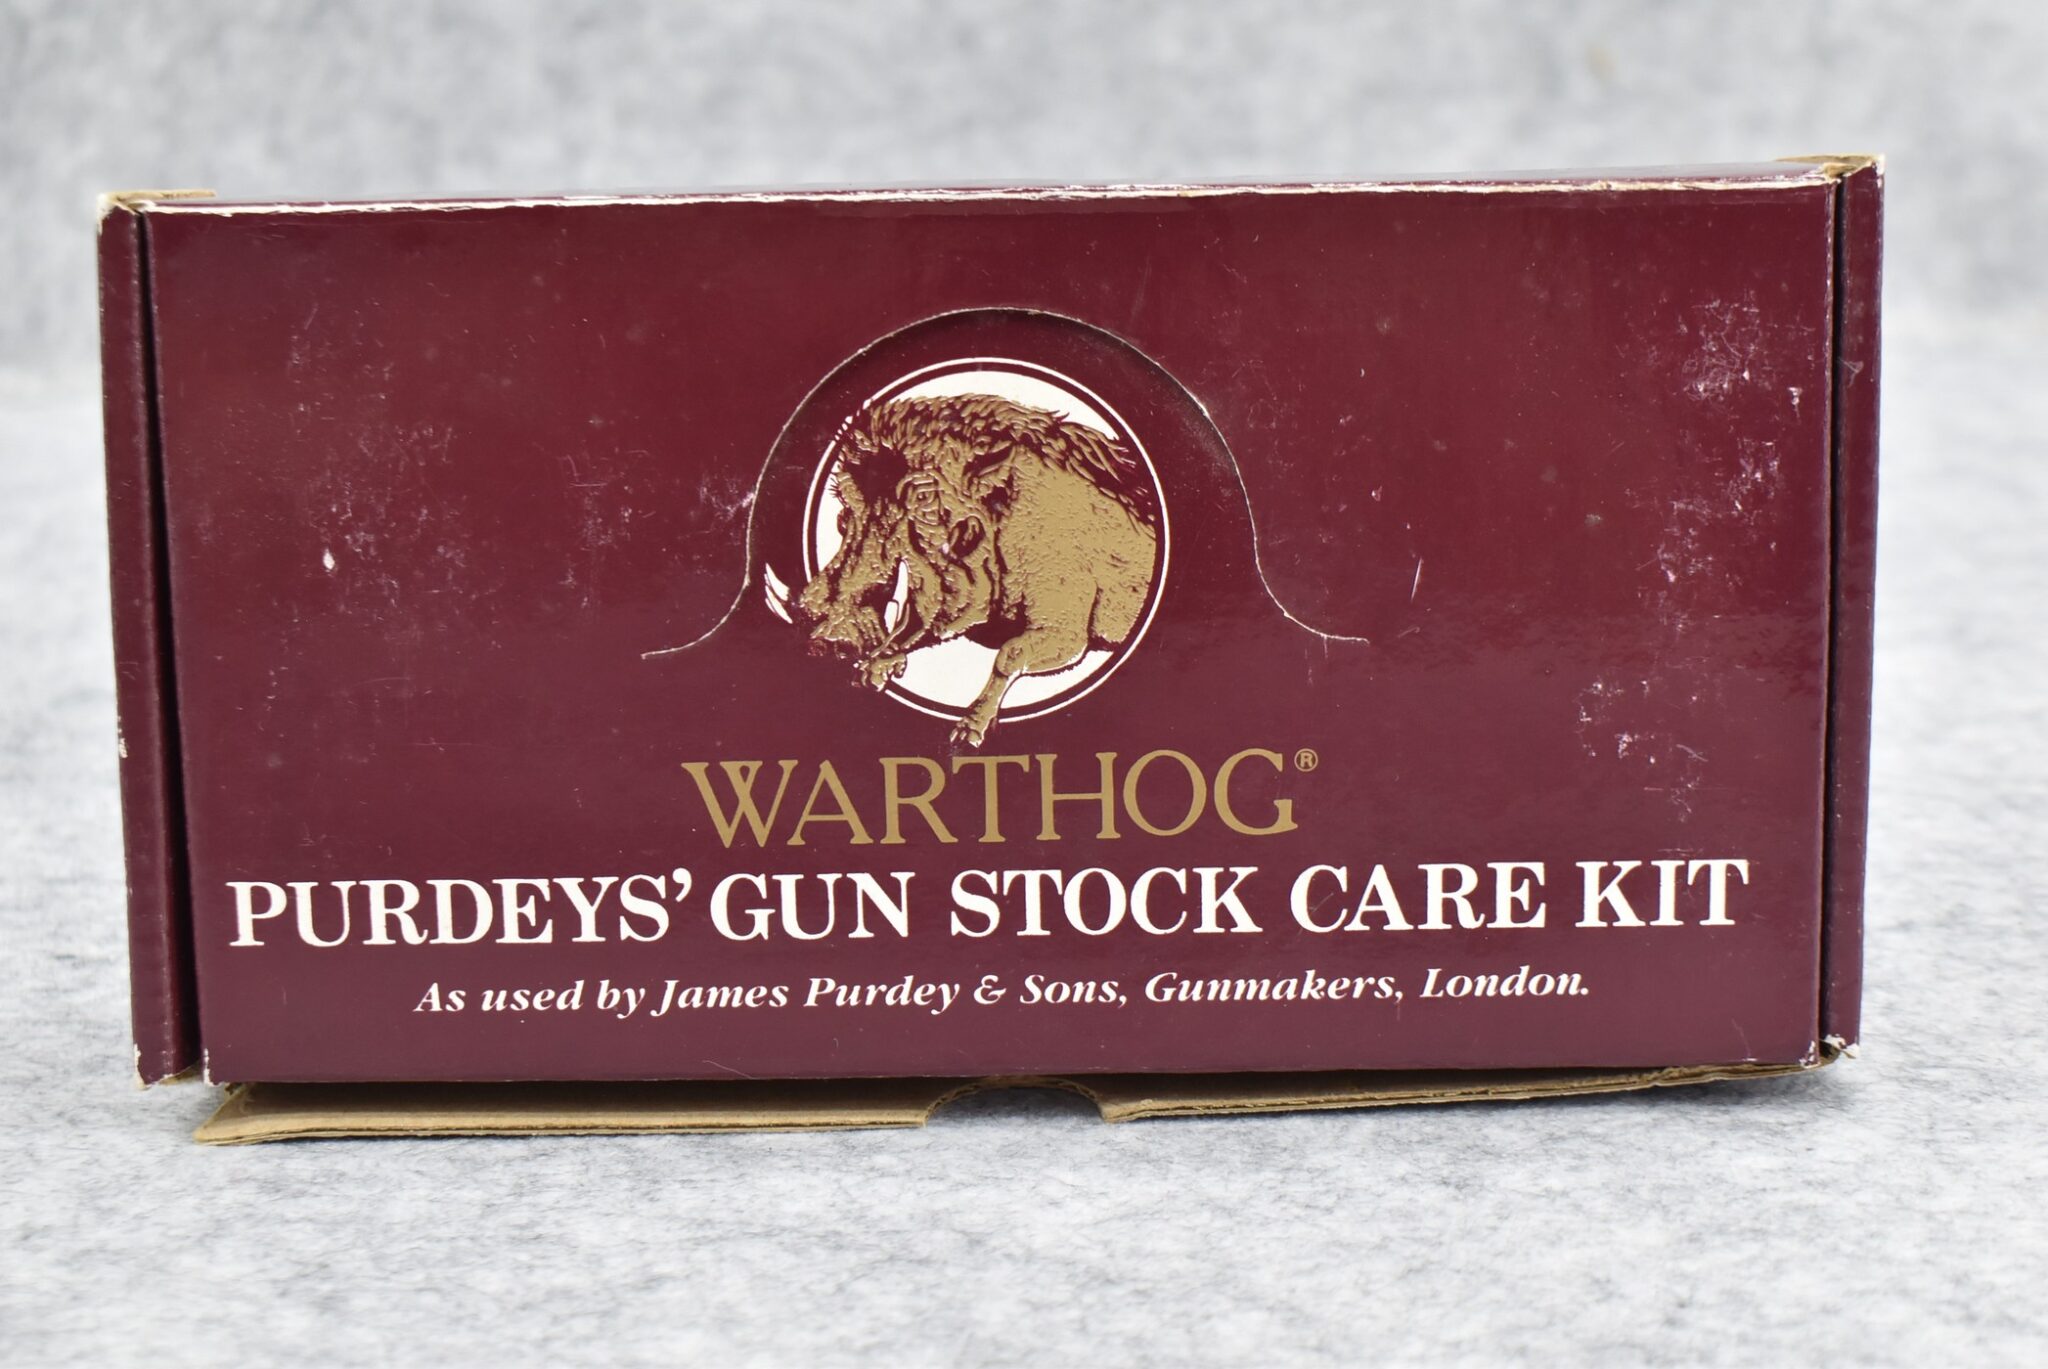 WARTHOG®
PURDEYS' GUN STOCK CARE KIT
As used by James Purdey & Sons, Gunmakers, London.